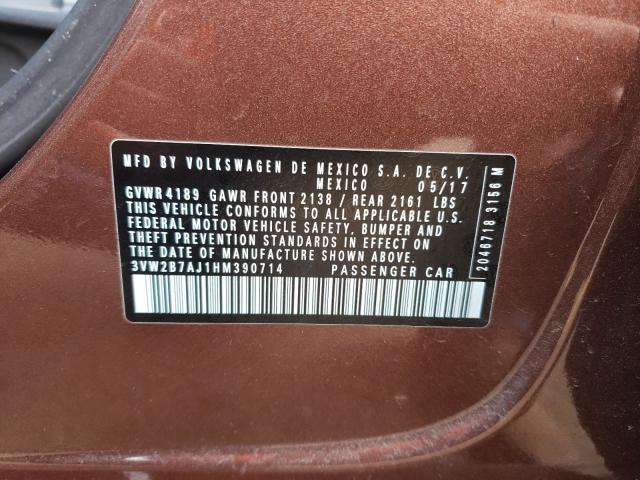 MFD BY VOLKSWAGEN DE MEXICO S.A. DE C.V.
MEXICO 05/17
GVWR 4189 GAWR FRONT 2138 / REAR 2161 LBS
THIS VEHICLE CONFORMS TO ALL APPLICABLE U.S.
FEDERAL MOTOR VEHICLE SAFETY, BUMPER AND
THEFT PREVENTION STANDARDS IN EFFECT ON
THE DATE OF MANUFACTURE SHOWN ABOVE.
3VW2B7AJ1HM390714 PASSENGER CAR
2046718 3156 M